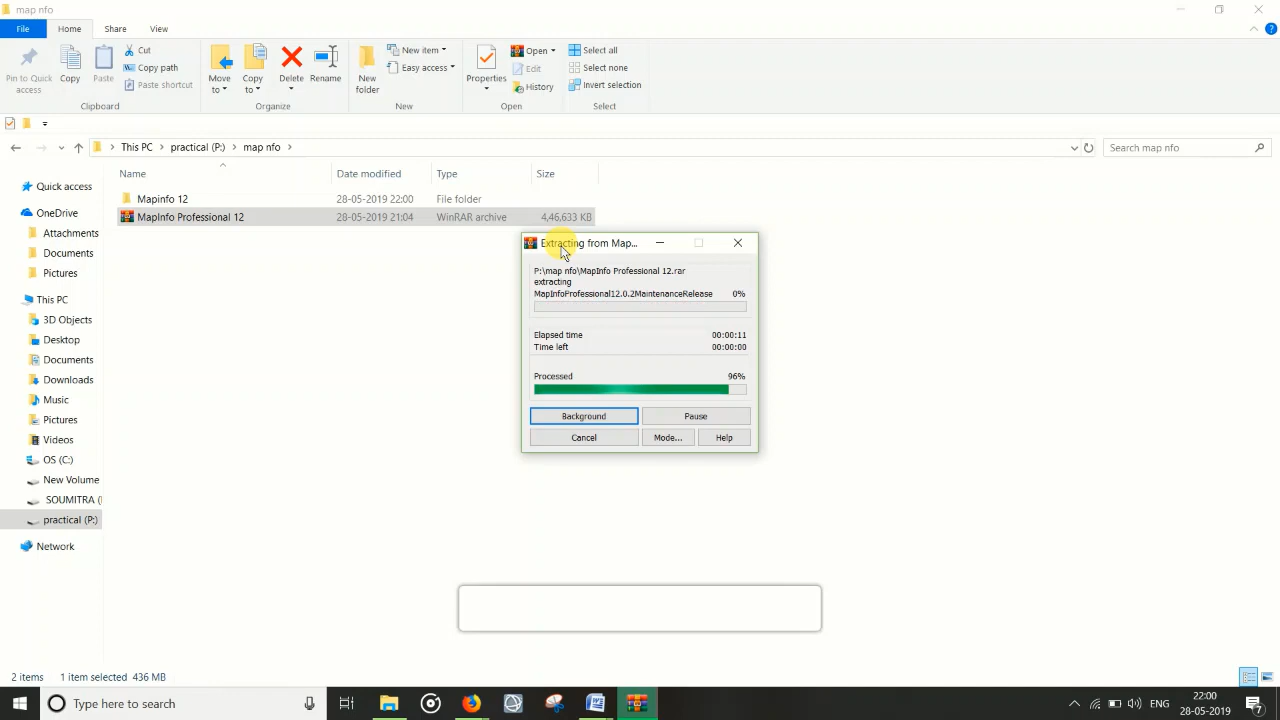 map nfo
File Home Share View
Pin to Quick access
Copy
Paste
Cut
Copy path
Paste shortcut
Clipboard
Move to
Copy to
Delete
Rename
Organize
New folder
New item
Easy access
New
Properties
Open
Edit
History
Open
Select all
Select none
Invert selection
Select
This PC practical (P:) map nfo
Search map nfo
Name Date modified Type Size
Mapinfo 12 28-05-2019 22:00 File folder
MapInfo Professional 12 28-05-2019 21:04 WinRAR archive 4,46,633 KB
Quick access
OneDrive
Attachments
Documents
Pictures
This PC
3D Objects
Desktop
Documents
Downloads
Music
Pictures
Videos
OS (C:)
New Volume
SOUMITRA (
practical (P:)
Network
Extracting from Map...
P:\map nfo\MapInfo Professional 12.rar
extracting
MapInfoProfessional12.0.2MaintenanceRelease 0%
Elapsed time 00:00:11
Time left 00:00:00
Processed 96%
Background Pause
Cancel Mode... Help
2 items 1 item selected 436 MB
Type here to search
ENG
22:00
28-05-2019
7